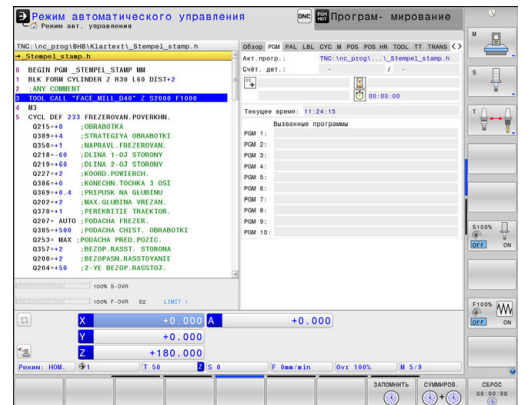 Режим автоматического управления
Режим авт. управления
DNC
Програм- мирование
TNC:\nc_prog\BHB\Klartext\_Stempel_stamp.h
→_Stempel_stamp.h
0 BEGIN PGM _STEMPEL_STAMP MM
1 BLK FORM CYLINDER Z R30 L60 DIST+2
2 ;ANY COMMENT
3 TOOL CALL "FACE_MILL_D40" Z S2000 F1000
4 M3
5 CYCL DEF 233 FREZEROVAN.POVERKHN.
Q215=+0 ;OBRABOTKA
Q389=+4 ;STRATEGIYA OBRABOTKI
Q350=+1 ;NAPRAVL.FREZEROVAN.
Q218=-60 ;DLINA 1-OJ STORONY
Q219=+60 ;DLINA 2-OJ STORONY
Q227=+2 ;KOORD.POWIERCH.
Q386=+0 ;KONECHN.TOCHKA 3 OSI
Q369=+0.4 ;PRIPUSK NA GLUBINU
Q202=+2 ;MAX.GLUBINA VREZAN.
Q370=+1 ;PEREKRITIE TRAEKTOR.
Q207= AUTO ;PODACHA FREZER.
Q385=+500 ;PODACHA CHIST. OBRABOTKI
Q253= MAX ;PODACHA PRED.POZIC.
Q357=+2 ;BEZOP.RASST. STORONA
Q200=+2 ;BEZOPASN.RASSTOYANIE
Q204=+50 ;2-YE BEZOP.RASSTOJ.
100% S-OVR
100% F-OVR S2 LIMIT 1
Обзор PGM PAL LBL CYC M POS POS HR TOOL TT TRANS
Акт.прогр.: TNC:\nc_prog\...\_Stempel_stamp.h
Счёт. дет.: - / -
00:00:00
Текущее время: 11:24:15
Вызванные программы
PGM 1:
PGM 2:
PGM 3:
PGM 4:
PGM 5:
PGM 6:
PGM 7:
PGM 8:
PGM 9:
PGM 10:
X +0.000 A +0.000
Y +0.000
Z +180.000
Режим: НОМ. 1 T 50 Z S 0 F 0mm/min Ovr 100% M 5/9
M
S
T
S100%
OFF ON
F100%
OFF ON
ЗАПОМНИТЬ
СУММИРОВ.
СБРОС
00:00:00